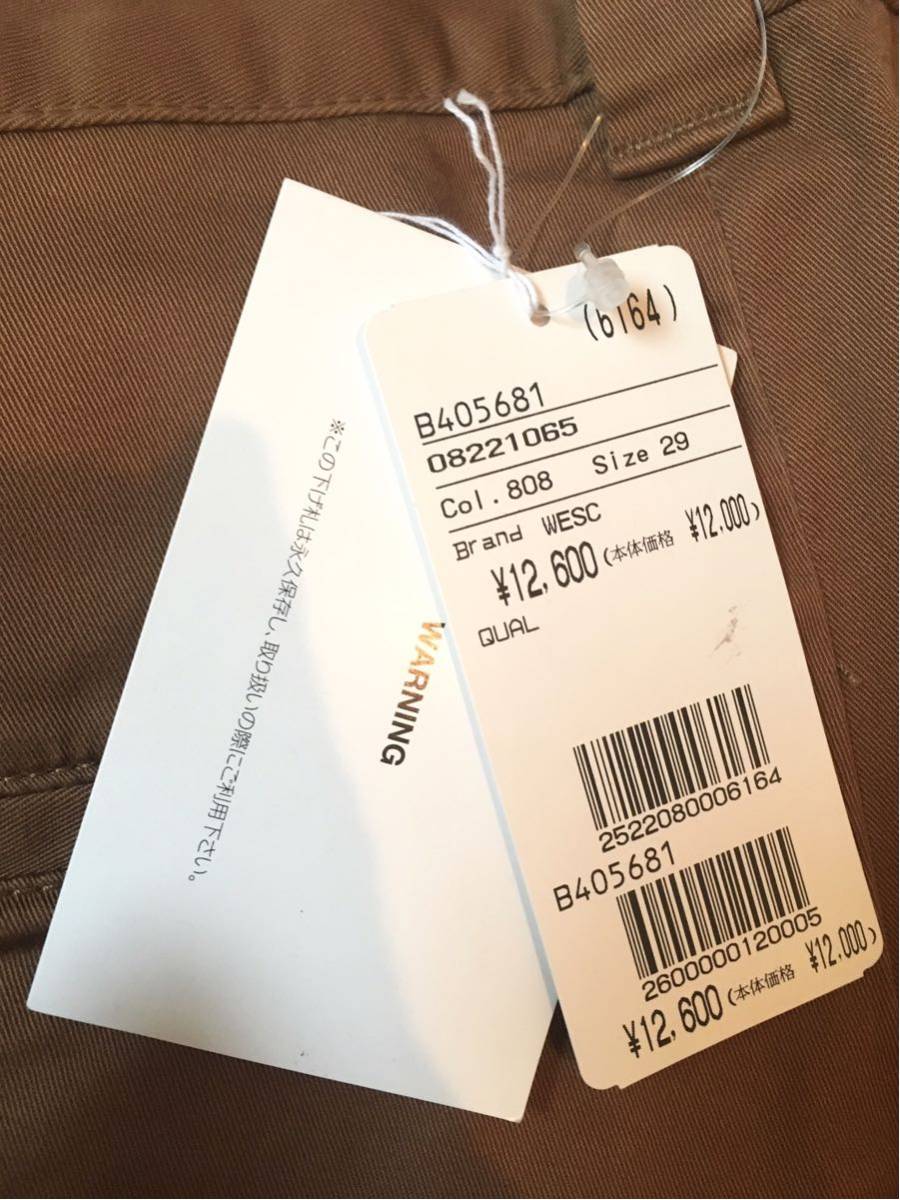 (6164)
B405681
08221065
Col.808 Size 29
Brand WESC
¥12,600(本体価格 ¥12,000)
QUAL
2522080006164
B405681
2600000120005
¥12,600(本体価格 ¥12,000)
WARNING
※この下げ札は永久保存し、取り扱いの際にご利用下さい。